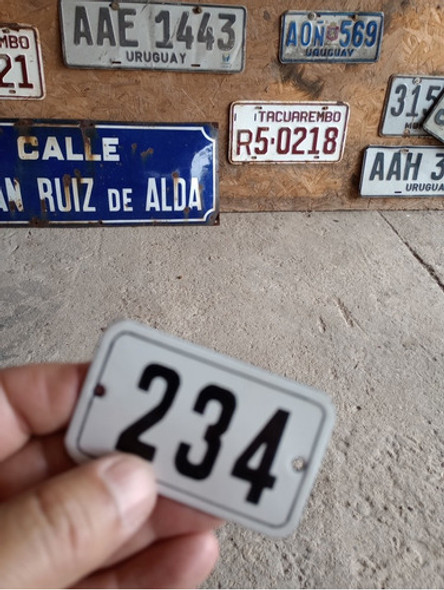 AAE 1443
URUGUAY
AON 569
URUGUAY
MBO
21
TACUAREMBO
R5·0218
315
CALLE
AN RUIZ DE ALDA
AAH 3
URUGUA
234